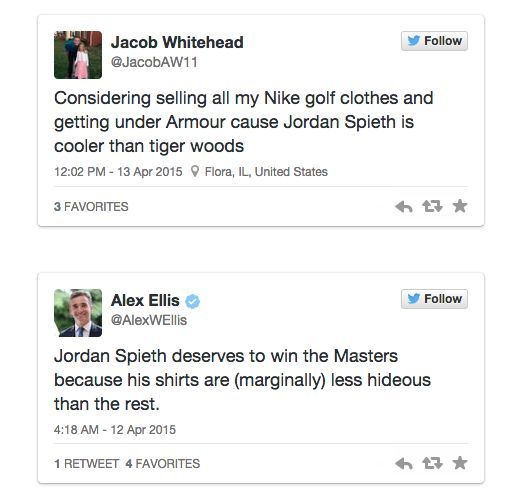 Jacob Whitehead
Follow
@JacobAW11
Considering selling all my Nike golf clothes and
getting under Armour cause Jordan Spieth is
cooler than tiger woods
12:02 PM - 13 Apr 2015 Flora, IL, United States
3 FAVORITES
Alex Ellis
Follow
@AlexWEllis
Jordan Spieth deserves to win the Masters
because his shirts are (marginally) less hideous
than the rest.
4:18 AM - 12 Apr 2015
1 RETWEET 4 FAVORITES